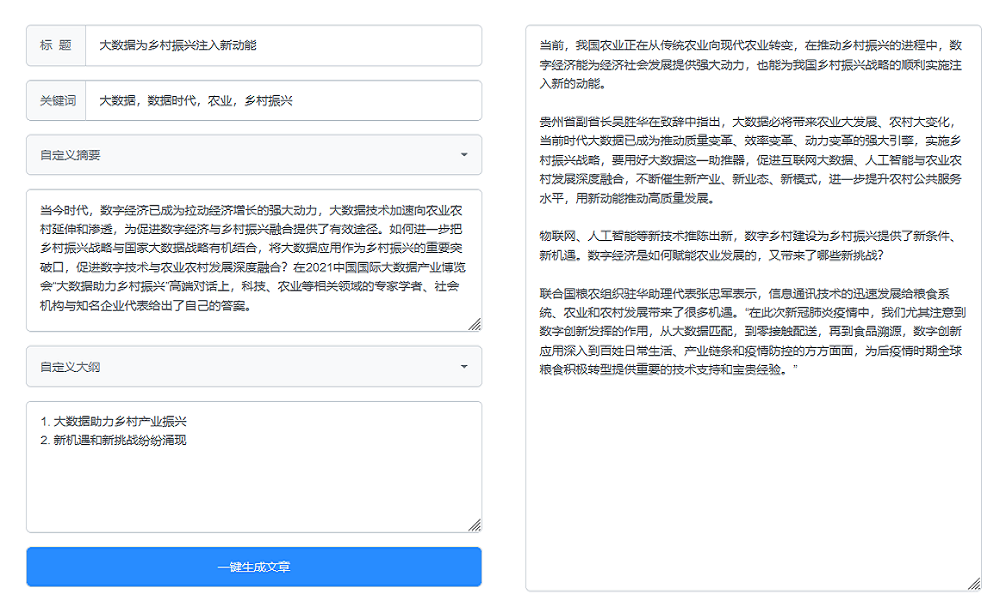 标 题 大数据为乡村振兴注入新动能
关键词 大数据，数据时代，农业，乡村振兴
自定义摘要
当今时代，数字经济已成为拉动经济增长的强大动力，大数据技术加速向农业农
村延伸和渗透，为促进数字经济与乡村振兴融合提供了有效途径。如何进一步把
乡村振兴战略与国家大数据战略有机结合，将大数据应用作为乡村振兴的重要突
破口，促进数字技术与农业农村发展深度融合？在2021中国国际大数据产业博览
会“大数据助力乡村振兴”高端对话上，科技、农业等相关领域的专家学者、社会
机构与知名企业代表给出了自己的答案。
自定义大纲
1. 大数据助力乡村产业振兴
2. 新机遇和新挑战纷纷涌现
一键生成文章
当前，我国农业正在从传统农业向现代农业转变，在推动乡村振兴的进程中，数
字经济能为经济社会发展提供强大动力，也能为我国乡村振兴战略的顺利实施注
入新的动能。
贵州省副省长吴胜华在致辞中指出，大数据必将带来农业大发展、农村大变化，
当前时代大数据已成为推动质量变革、效率变革、动力变革的强大引擎，实施乡
村振兴战略，要用好大数据这一助推器，促进互联网大数据、人工智能与农业农
村发展深度融合，不断催生新产业、新业态、新模式，进一步提升农村公共服务
水平，用新动能推动高质量发展。
物联网、人工智能等新技术推陈出新，数字乡村建设为乡村振兴提供了新条件、
新机遇。数字经济是如何赋能农业发展的，又带来了哪些新挑战？
联合国粮农组织驻华助理代表张忠军表示，信息通讯技术的迅速发展给粮食系
统、农业和农村发展带来了很多机遇。“在此次新冠肺炎疫情中，我们尤其注意到
数字创新发挥的作用，从大数据匹配，到零接触配送，再到食品溯源，数字创新
应用深入到百姓日常生活、产业链条和疫情防控的方方面面，为后疫情时期全球
粮食积极转型提供重要的技术支持和宝贵经验。”